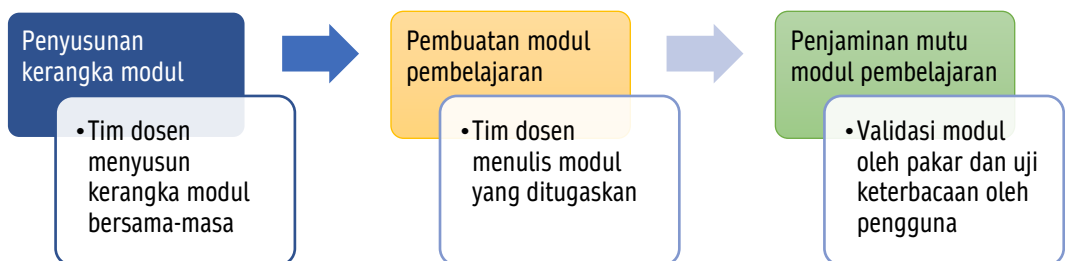 Penyusunan
kerangka modul
•Tim dosen
menyusun
kerangka modul
bersama-masa
Pembuatan modul
pembelajaran
•Tim dosen
menulis modul
yang ditugaskan
Penjaminan mutu
modul pembelajaran
•Validasi modul
oleh pakar dan uji
keterbacaan oleh
pengguna